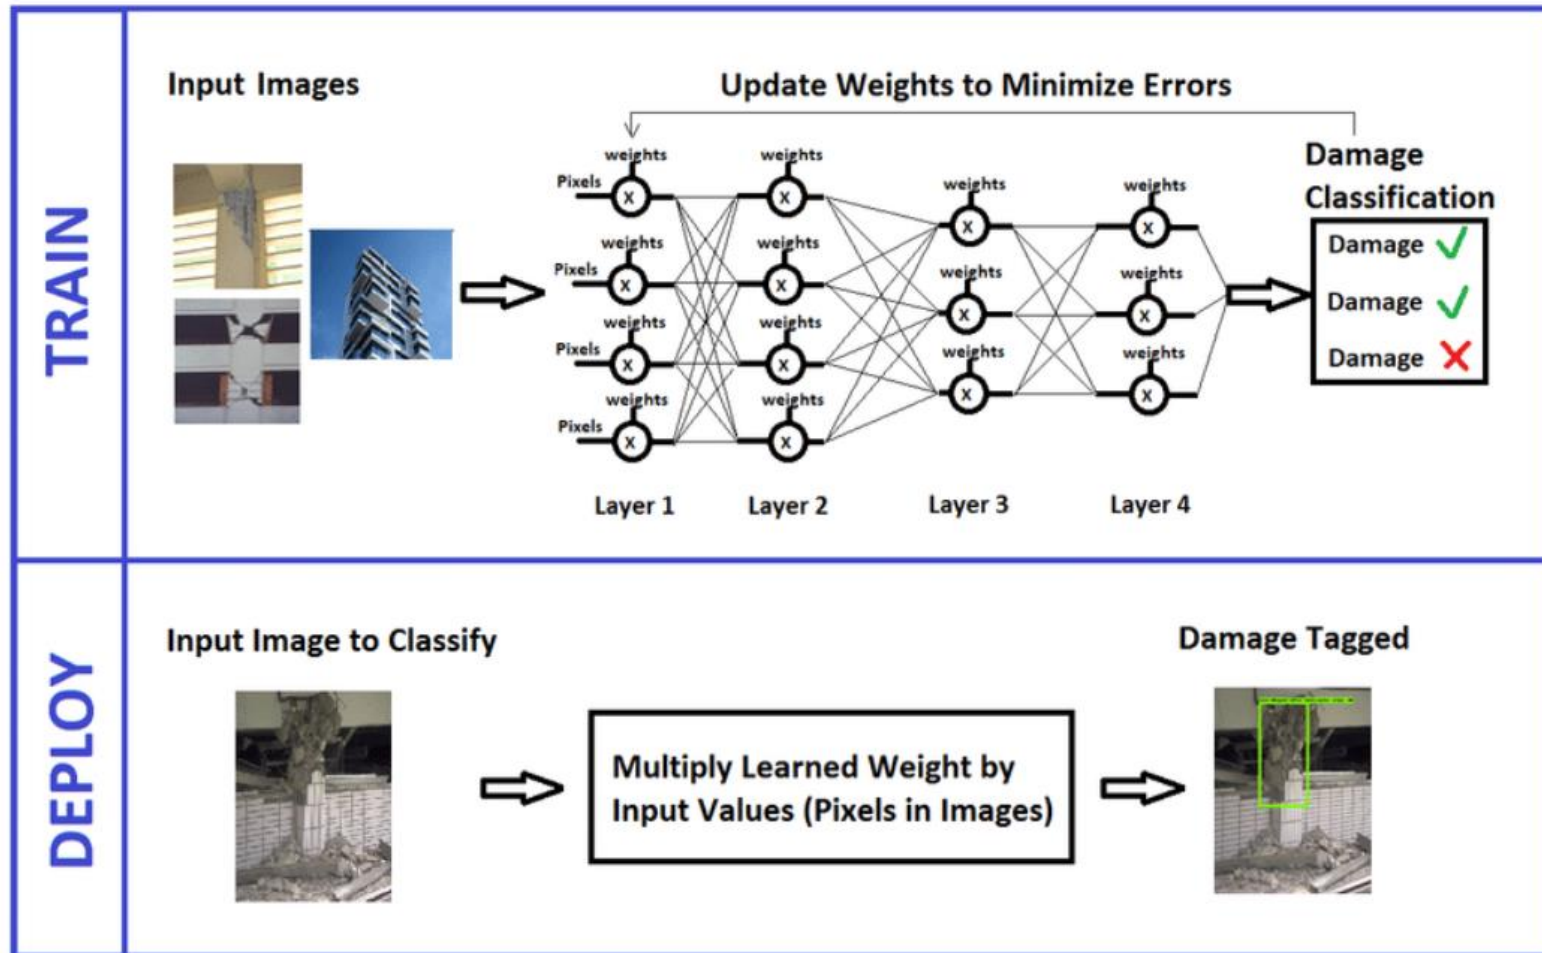 TRAIN
Input Images
Update Weights to Minimize Errors
weights
weights
Pixels
X
X
weights
weights
X
X
Damage
Classification
weights
weights
Pixels
X
X
weights
weights
X
X
Damage
Damage
Damage
weights
weights
Pixels
X
X
weights
weights
X
X
weights
weights
Pixels
X
X
Layer 1
Layer 2
Layer 3
Layer 4
DEPLOY
Input Image to Classify
Multiply Learned Weight by
Input Values (Pixels in Images)
Damage Tagged